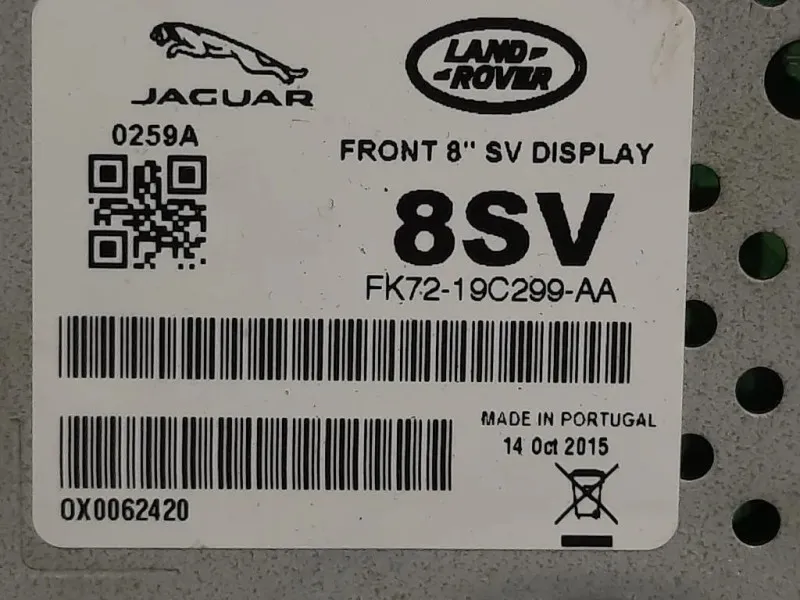 JAGUAR
LAND-
-ROVER
0259A
FRONT 8" SV DISPLAY
8SV
FK72-19C299-AA
MADE IN PORTUGAL
14 Oct 2015
0X0062420